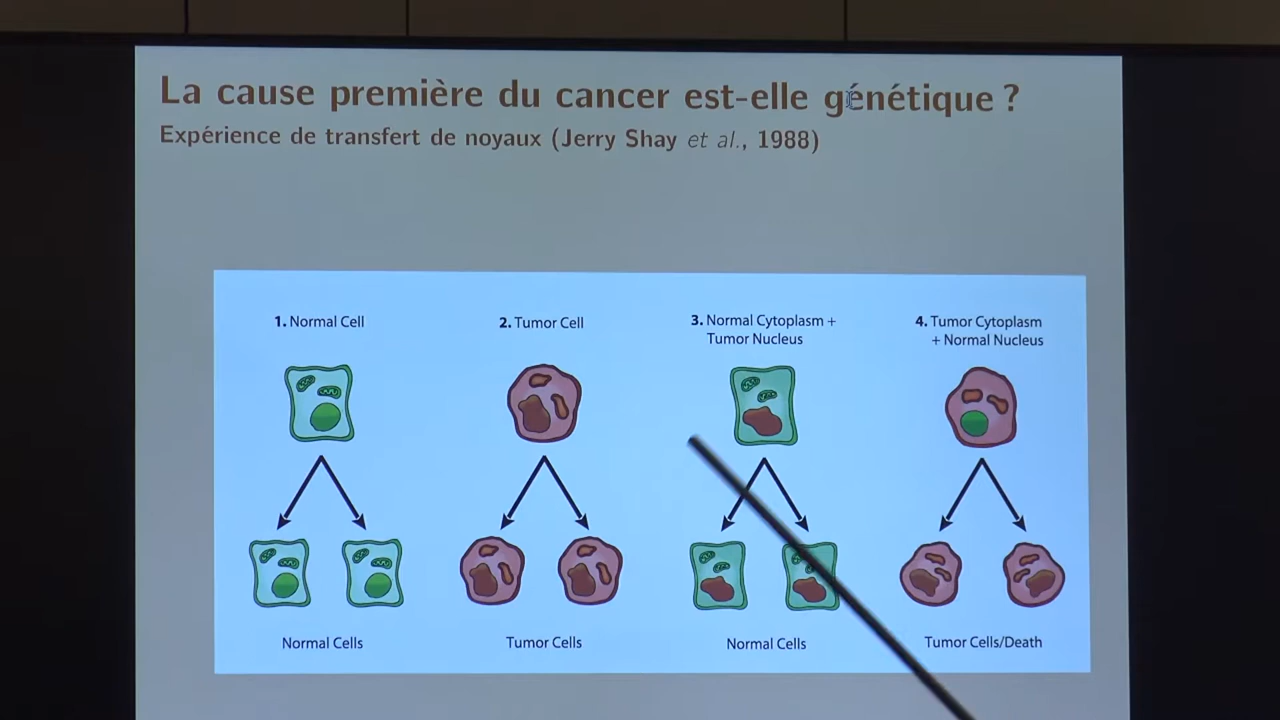 La cause première du cancer est-elle génétique ?
Expérience de transfert de noyaux (Jerry Shay et al., 1988)
1. Normal Cell
2. Tumor Cell
3. Normal Cytoplasm +
Tumor Nucleus
4. Tumor Cytoplasm
+ Normal Nucleus
Normal Cells
Tumor Cells
Normal Cells
Tumor Cells/Death